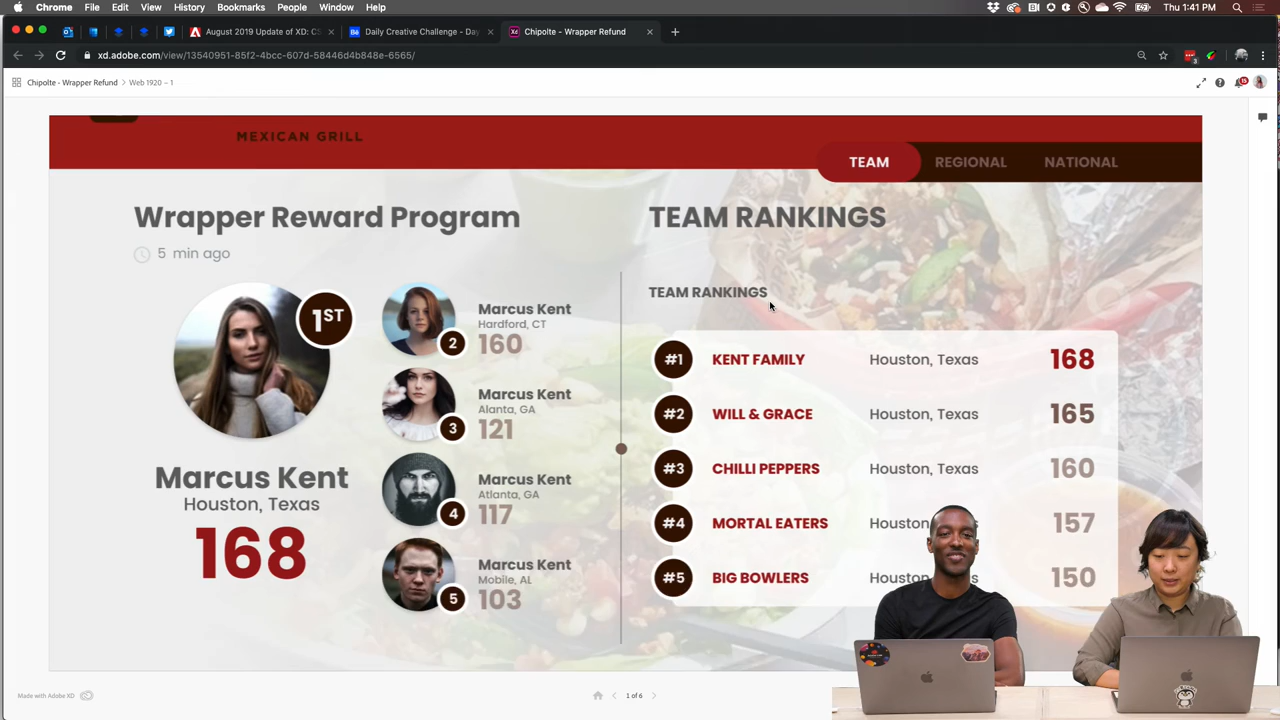 Chrome File Edit View History Bookmarks People Window Help
Thu 1:41 PM
August 2019 Update of XD: CS
Daily Creative Challenge - Day
Chipolte - Wrapper Refund
xd.adobe.com/view/13540951-85f2-4bcc-607d-58446d4b848e-6565/
Chipolte - Wrapper Refund > Web 1920 – 1
MEXICAN GRILL
TEAM REGIONAL NATIONAL
Wrapper Reward Program
5 min ago
1ST
Marcus Kent
Houston, Texas
168
2
Marcus Kent
Hardford, CT
160
3
Marcus Kent
Alanta, GA
121
4
Marcus Kent
Atlanta, GA
117
5
Marcus Kent
Mobile, AL
103
TEAM RANKINGS
TEAM RANKINGS
#1 KENT FAMILY Houston, Texas 168
#2 WILL & GRACE Houston, Texas 165
#3 CHILLI PEPPERS Houston, Texas 160
#4 MORTAL EATERS Houston 157
#5 BIG BOWLERS Houston, Texas 150
Made with Adobe XD
1 of 6